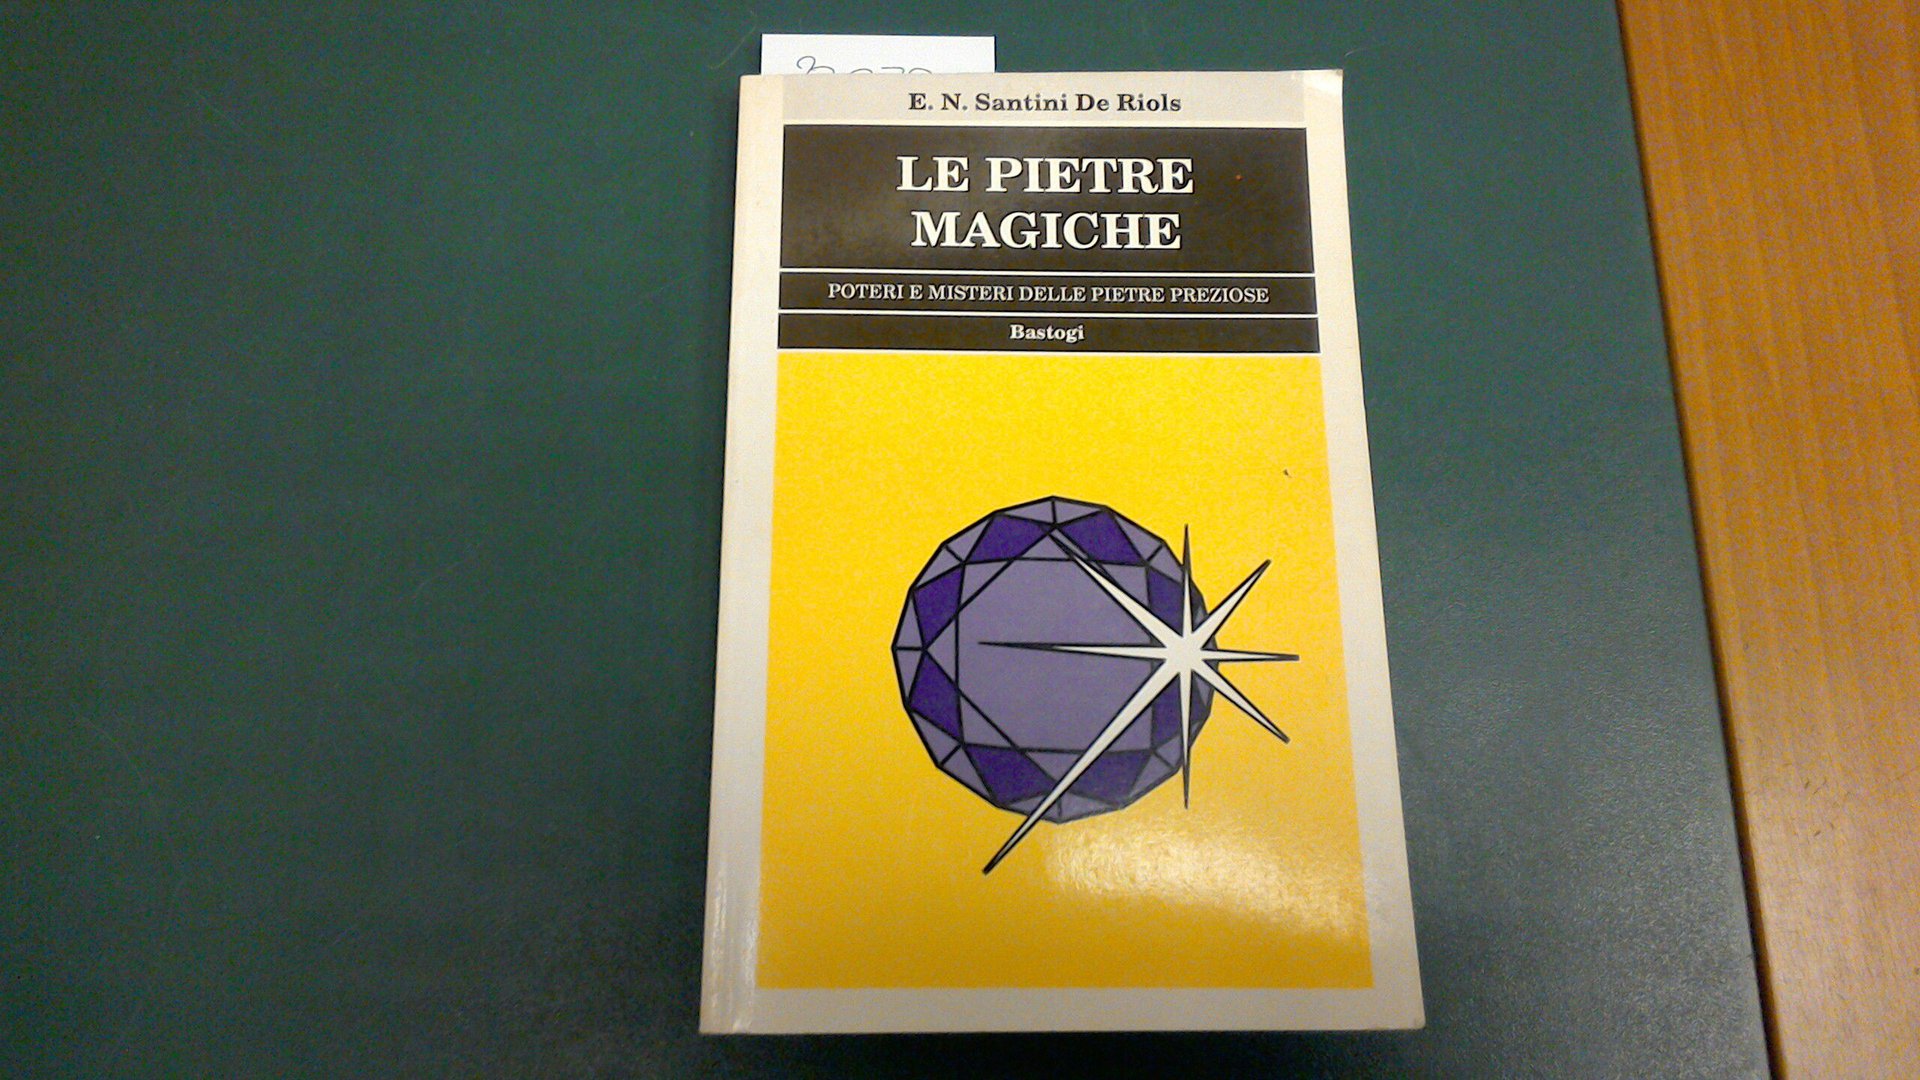 E. N. Santini De Riols
LE PIETRE
MAGICHE
POTERI E MISTERI DELLE PIETRE PREZIOSE
Bastogi